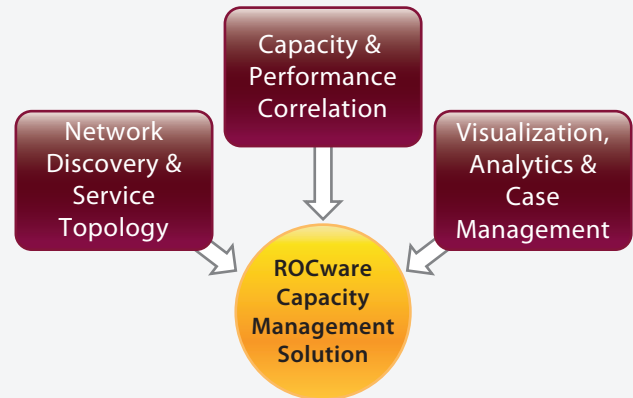 Capacity &
Performance
Correlation
Network
Discovery &
Service
Topology
Visualization,
Analytics &
Case
Management
ROCware
Capacity
Management
Solution